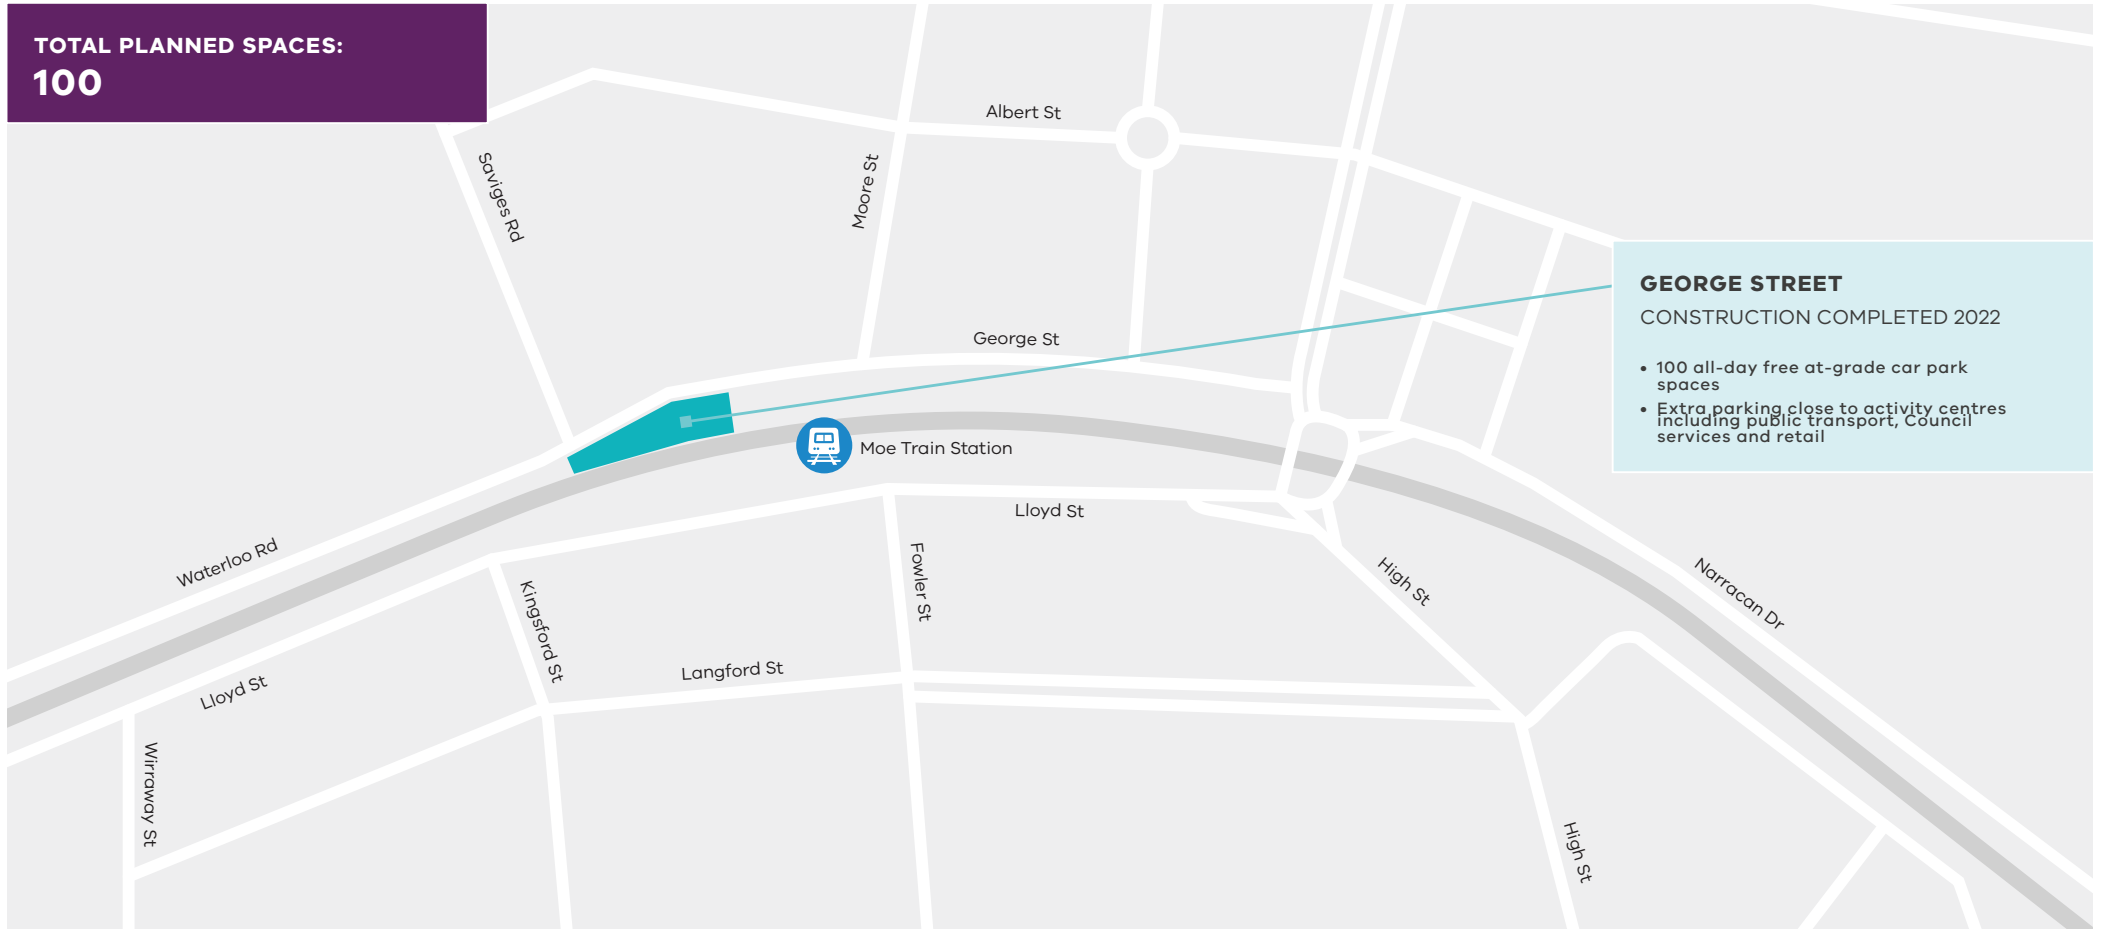 TOTAL PLANNED SPACES:
100
Albert St
Saviges Rd
Moore St
GEORGE STREET
CONSTRUCTION COMPLETED 2022
• 100 all-day free at-grade car park
spaces
• Extra parking close to activity centres
including public transport, Council
services and retail
George St
Moe Train Station
Lloyd St
Waterloo Rd
Fowler St
High St
Narracan Dr
Kingsford St
Langford St
Lloyd St
Wirraway St
High St